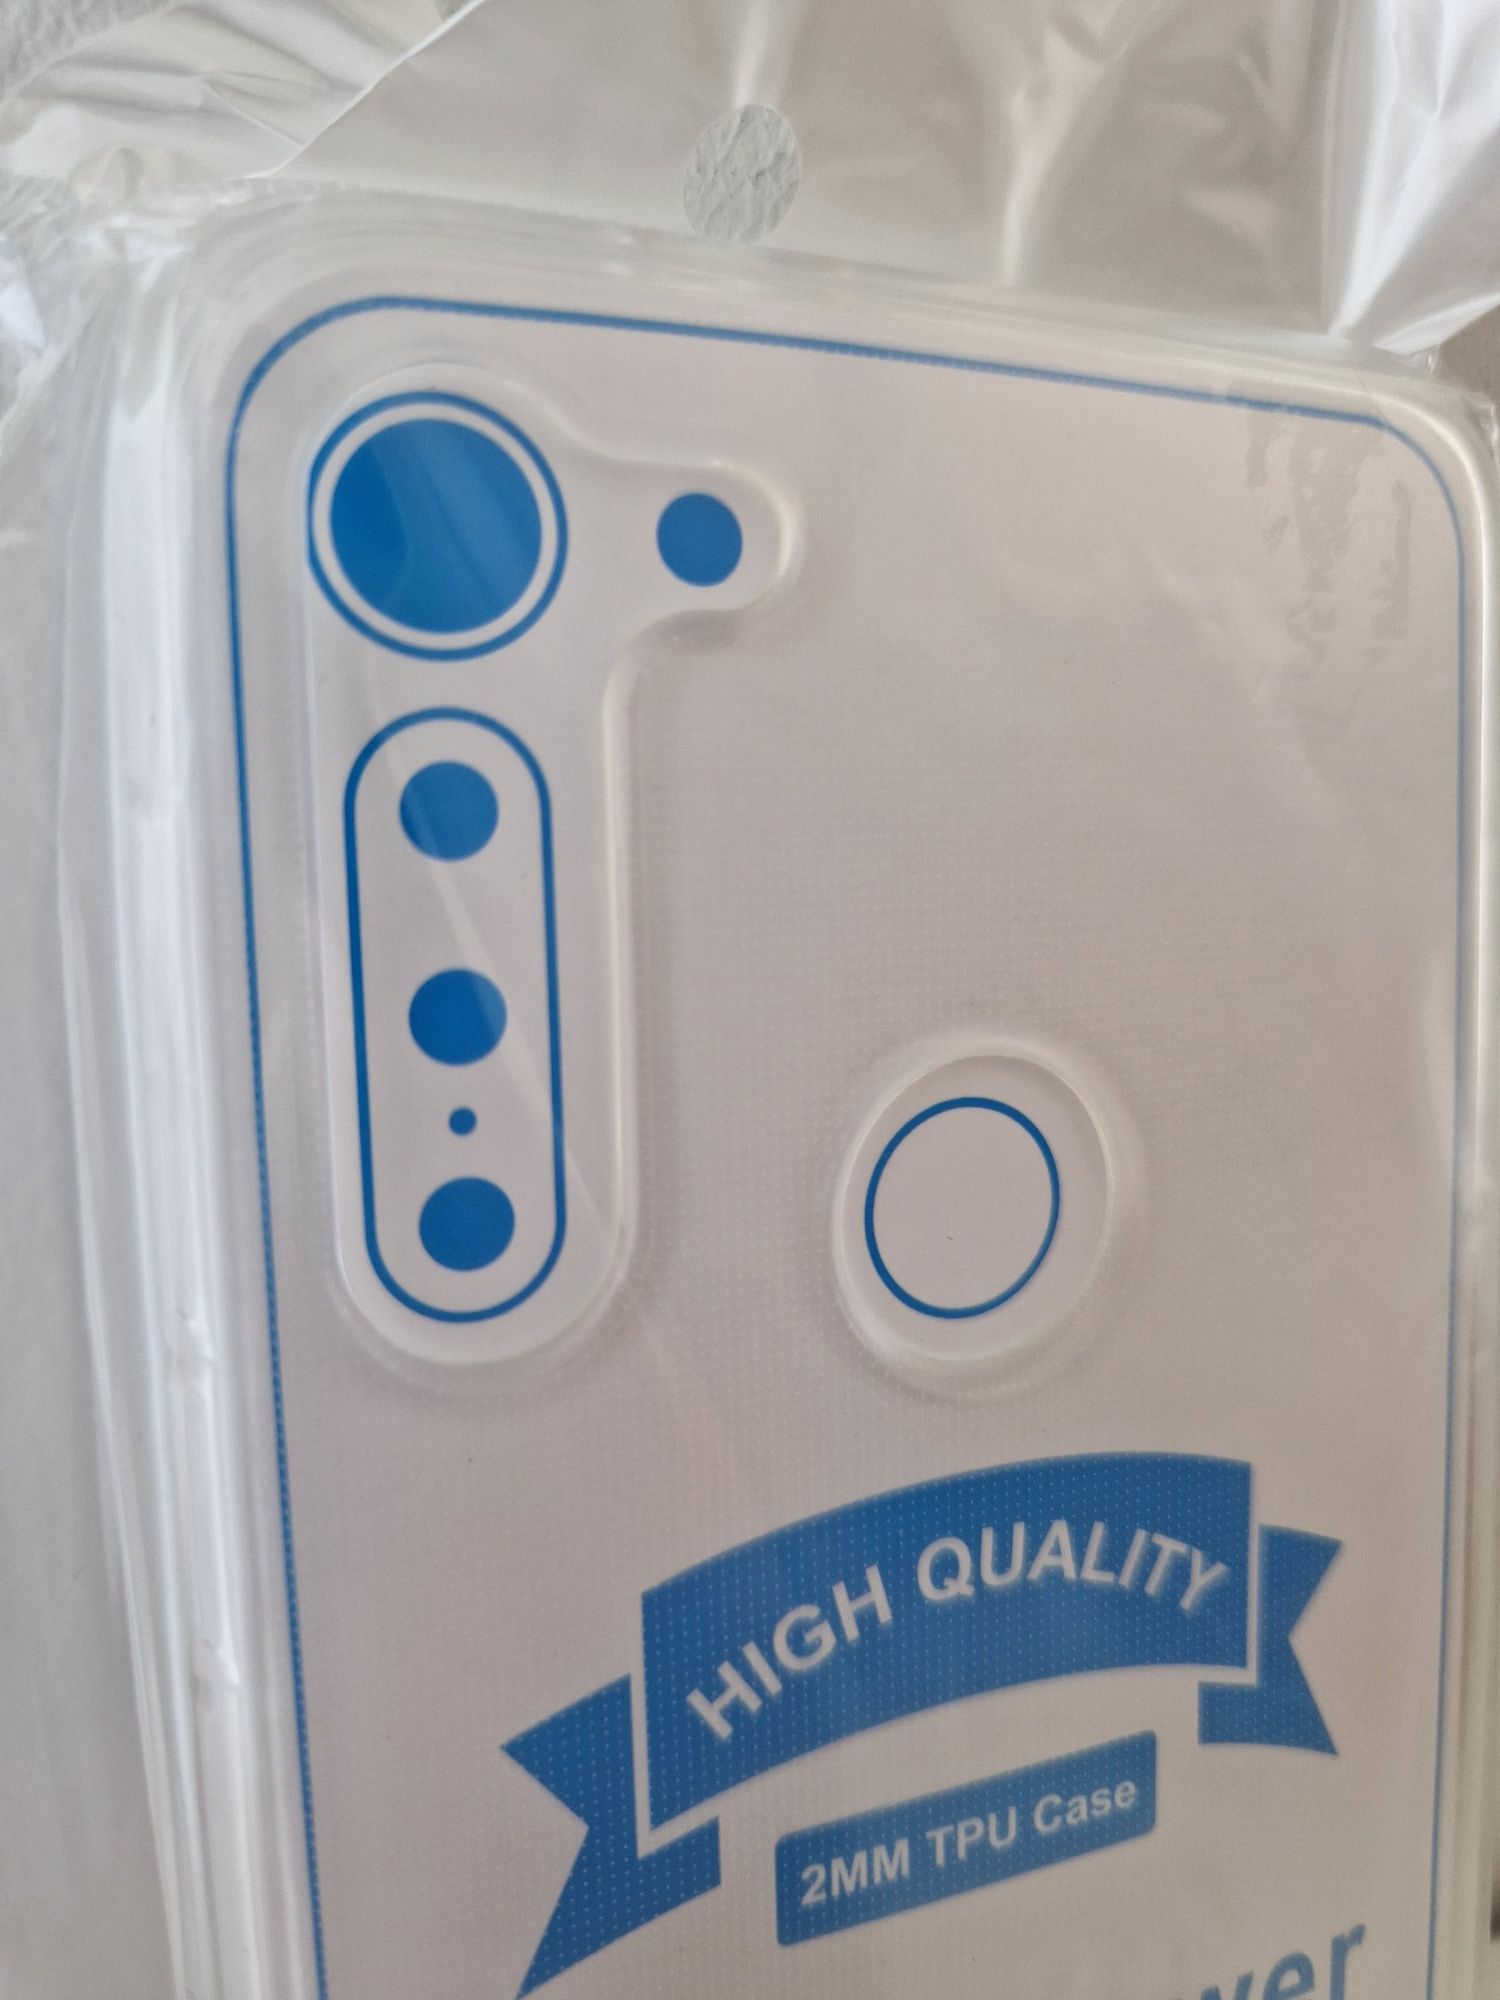 HIGH QUALITY
2MM TPU Case